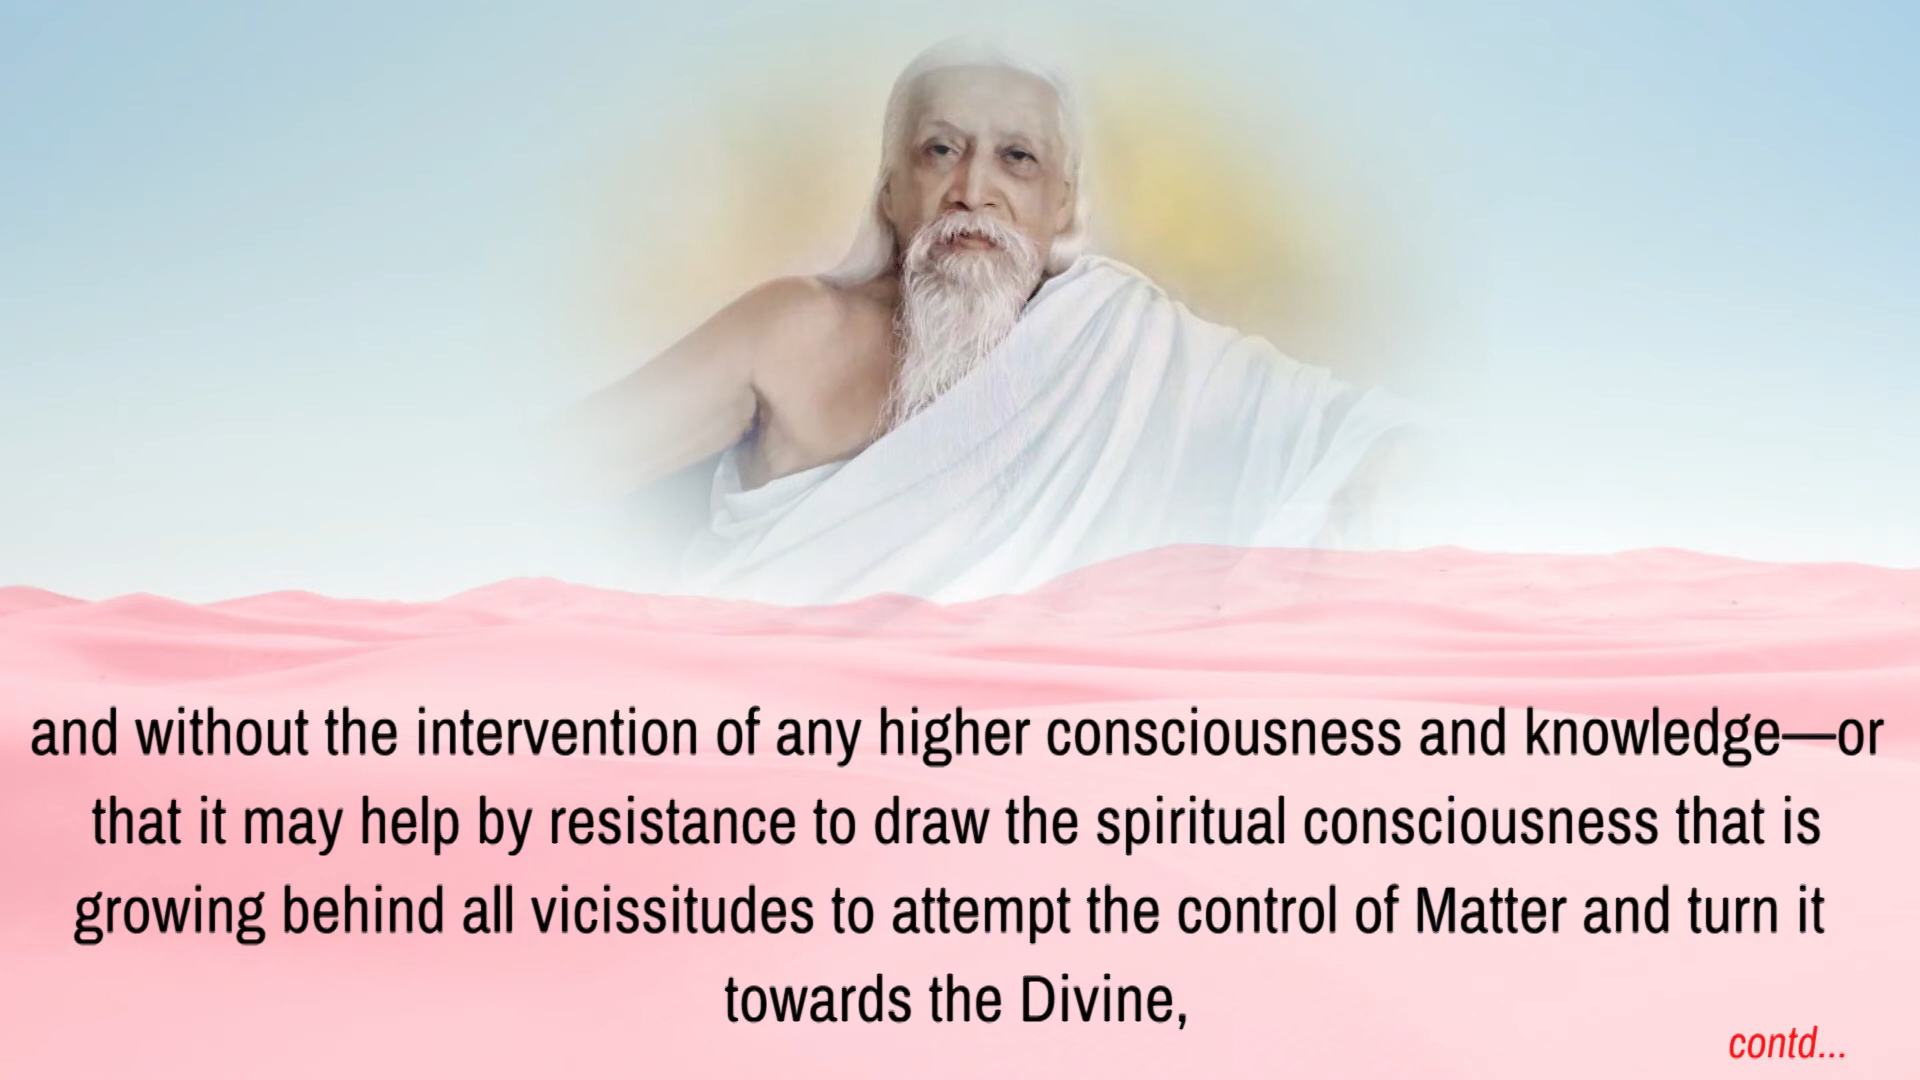 and without the intervention of any higher consciousness and knowledge—or
that it may help by resistance to draw the spiritual consciousness that is
growing behind all vicissitudes to attempt the control of Matter and turn it
towards the Divine,
contd...